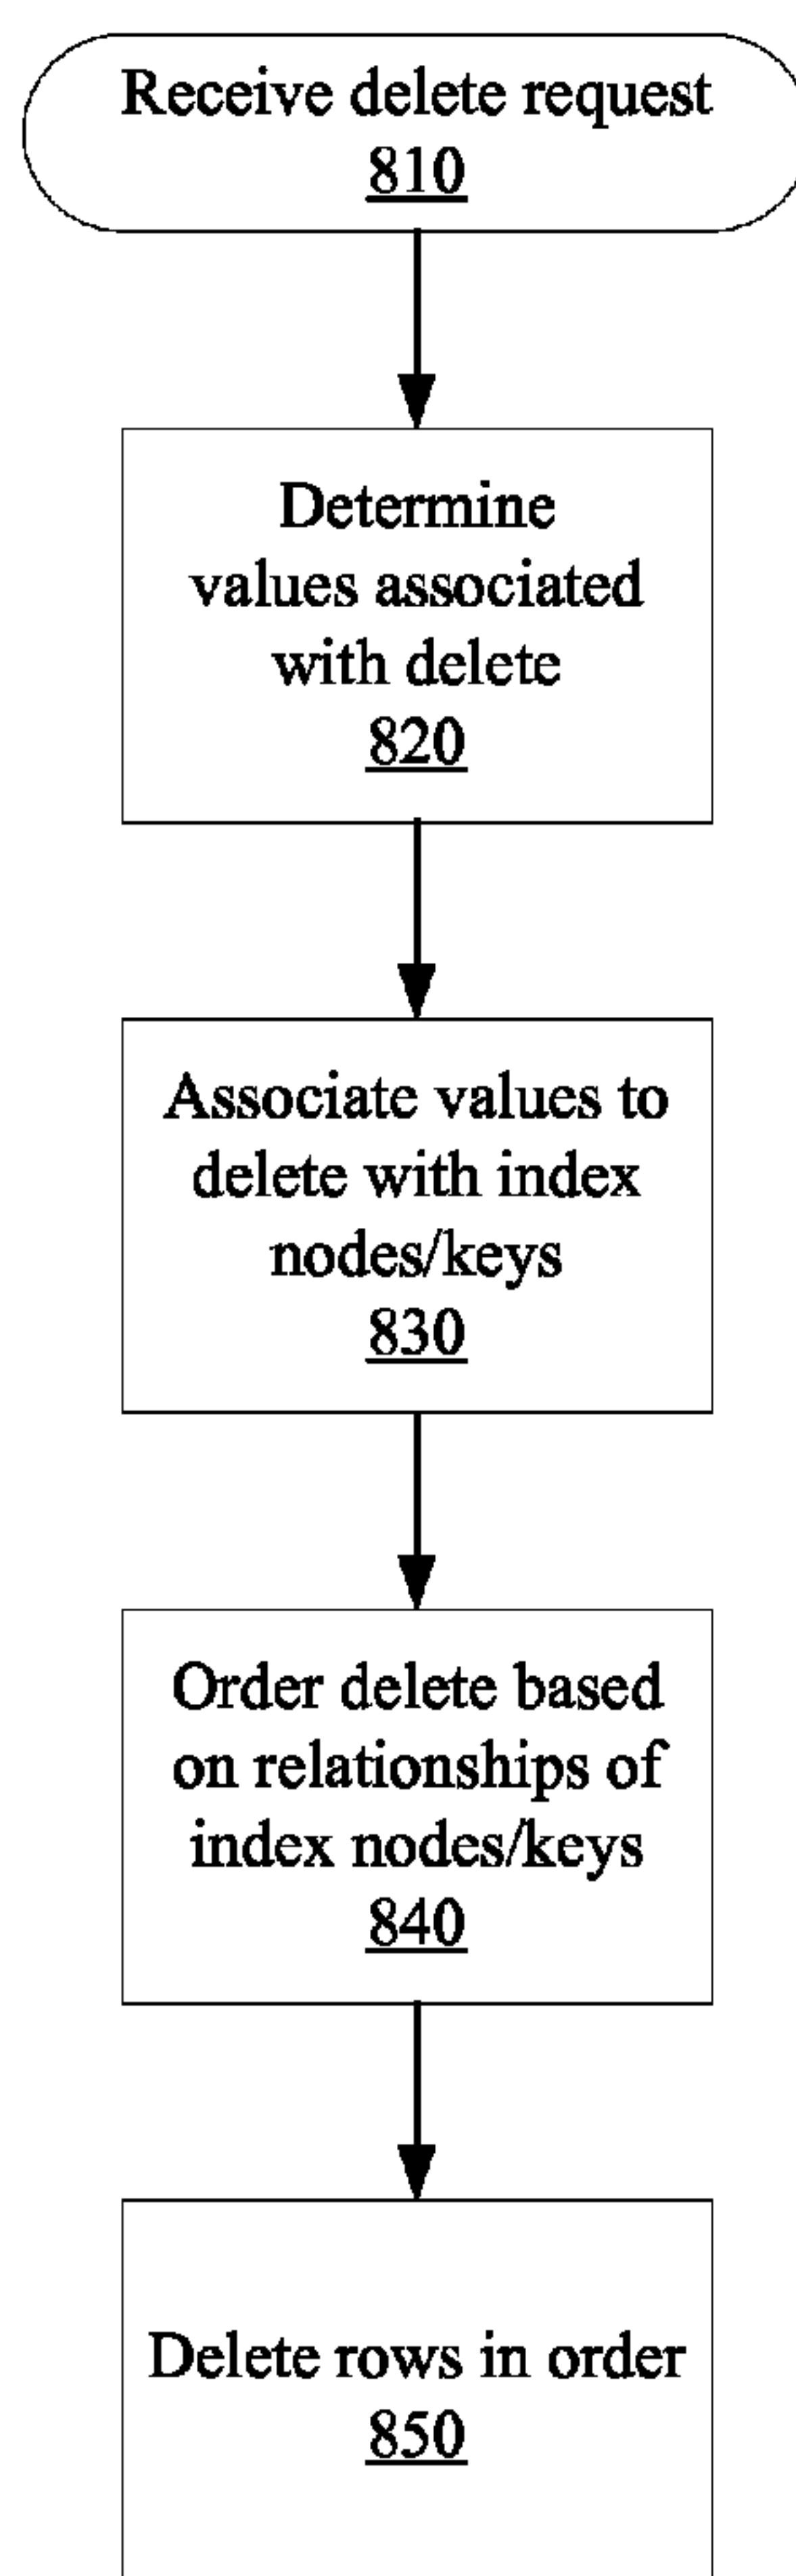 Receive delete request
810
Determine
values associated
with delete
820
Associate values to
delete with index
nodes/keys
830
Order delete based
on relationships of
index nodes/keys
840
Delete rows in order
850